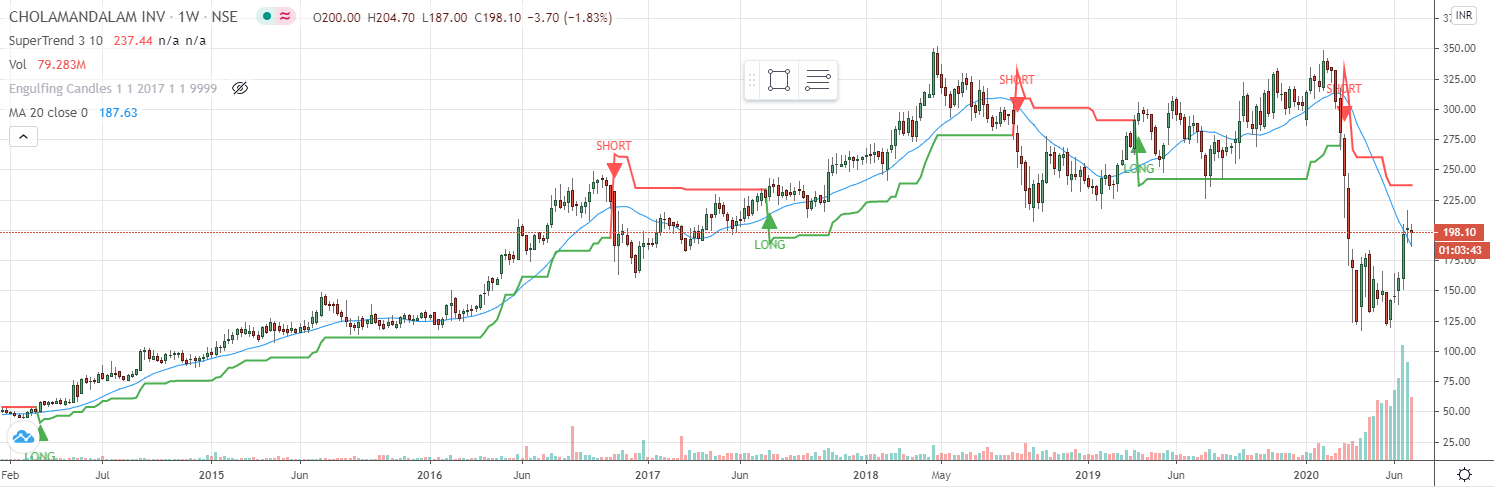 CHOLAMANDALAM INV · 1W · NSE O200.00 H204.70 L187.00 C198.10 −3.70 (−1.83%)
SuperTrend 3 10 237.44 n/a n/a
Vol 79.283M
Engulfing Candles 1 1 2017 1 1 9999
MA 20 close 0 187.63
INR
350.00
325.00
300.00
275.00
250.00
225.00
198.10
01:03:43
175.00
150.00
125.00
100.00
75.00
50.00
25.00
SHORT
LONG
SHORT
LONG
SHORT
LONG
Feb Jul 2015 Jun 2016 Jun 2017 Jun 2018 May 2019 Jun 2020 Jun